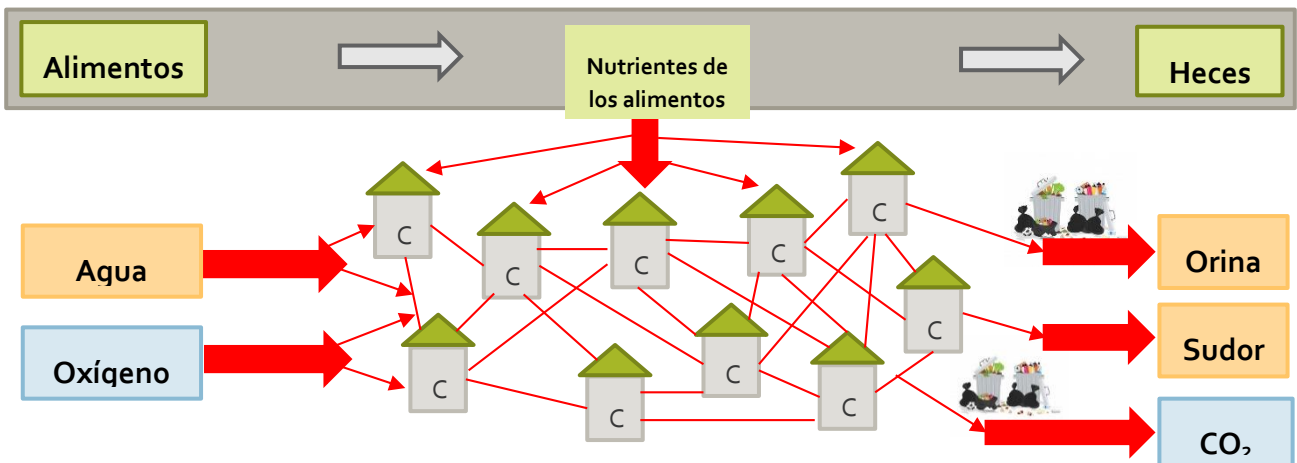 Alimentos
Nutrientes de
los alimentos
Heces
Agua
Oxígeno
C
C
C
C
C
C
C
C
C
C
Orina
Sudor
CO₂